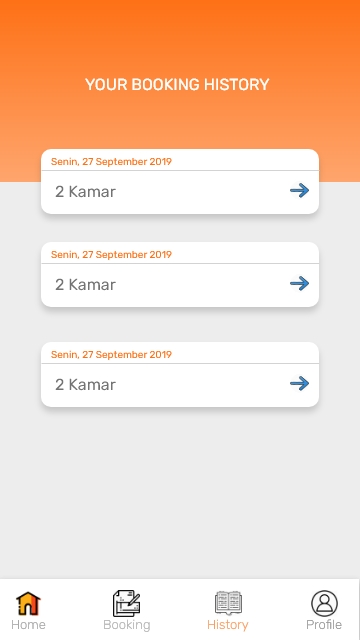 YOUR BOOKING HISTORY
Senin, 27 September 2019
2 Kamar
Senin, 27 September 2019
2 Kamar
Senin, 27 September 2019
2 Kamar
Home
Booking
History
Profile